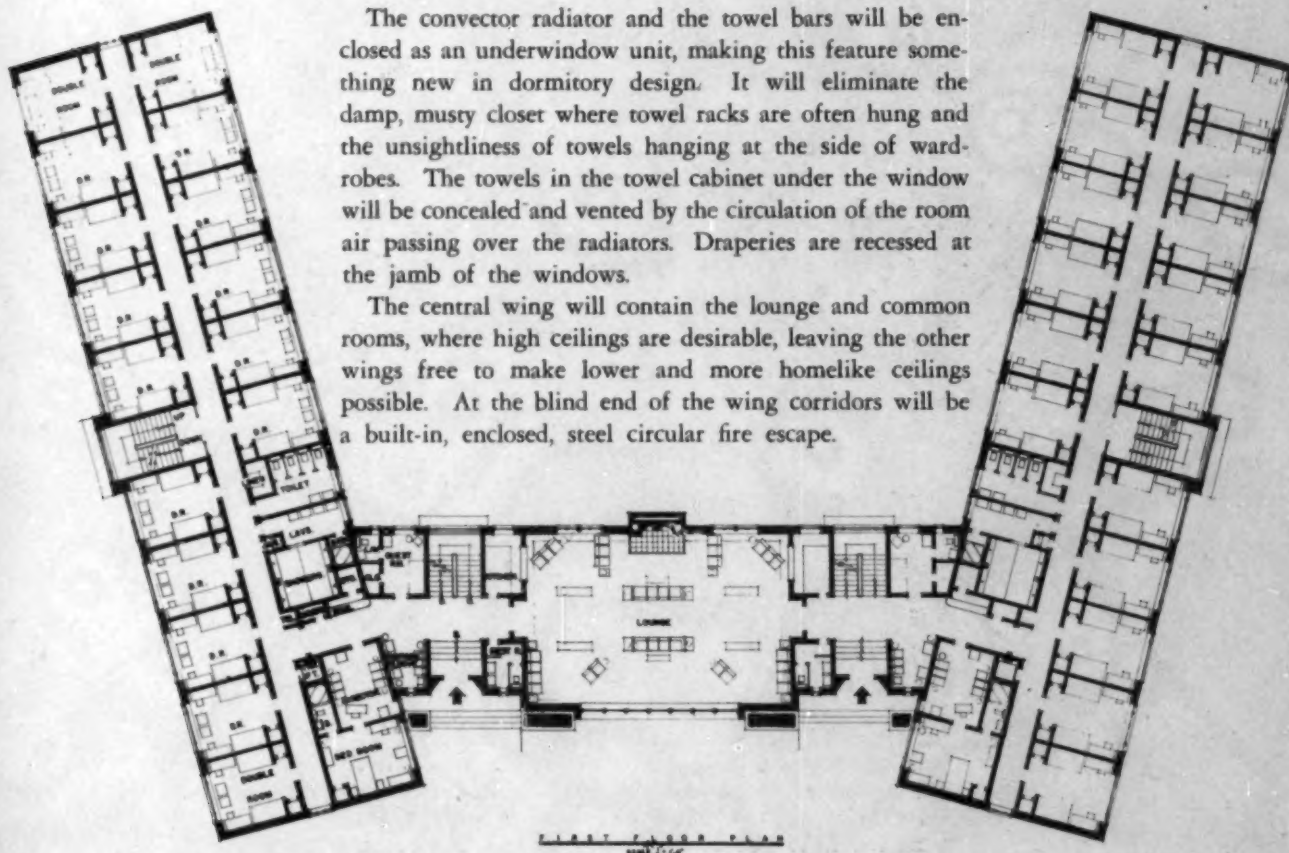 The convector radiator and the towel bars will be en-
closed as an underwindow unit, making this feature some-
thing new in dormitory design. It will eliminate the
damp, musty closet where towel racks are often hung and
the unsightliness of towels hanging at the side of ward-
robes. The towels in the towel cabinet under the window
will be concealed and vented by the circulation of the room
air passing over the radiators. Draperies are recessed at
the jamb of the windows.
The central wing will contain the lounge and common
rooms, where high ceilings are desirable, leaving the other
wings free to make lower and more homelike ceilings
possible. At the blind end of the wing corridors will be
a built-in, enclosed, steel circular fire escape.
DOUBLE
ROOM
DOUBLE
ROOM
D.R.
D.R.
D.R.
D.R.
D.R.
D.R.
D.R.
D.R.
D.R.
UP
TOILET
D.R.
LAVS.
D.R.
GUEST
RM.
D.R.
LOUNGE
D.R.
BED ROOM
DOUBLE
ROOM
FIRST FLOOR PLAN